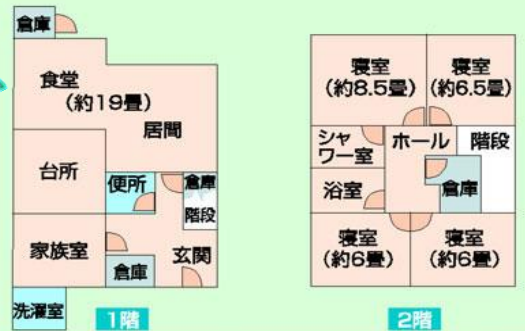 倉庫
食堂
（約19畳）
居間
台所
便所
倉庫
階段
家族室
倉庫
玄関
洗濯室
1階
寝室
（約8.5畳）
寝室
（約6.5畳）
シャ
ワー室
ホール
階段
浴室
倉庫
寝室
（約6畳）
寝室
（約6畳）
2階